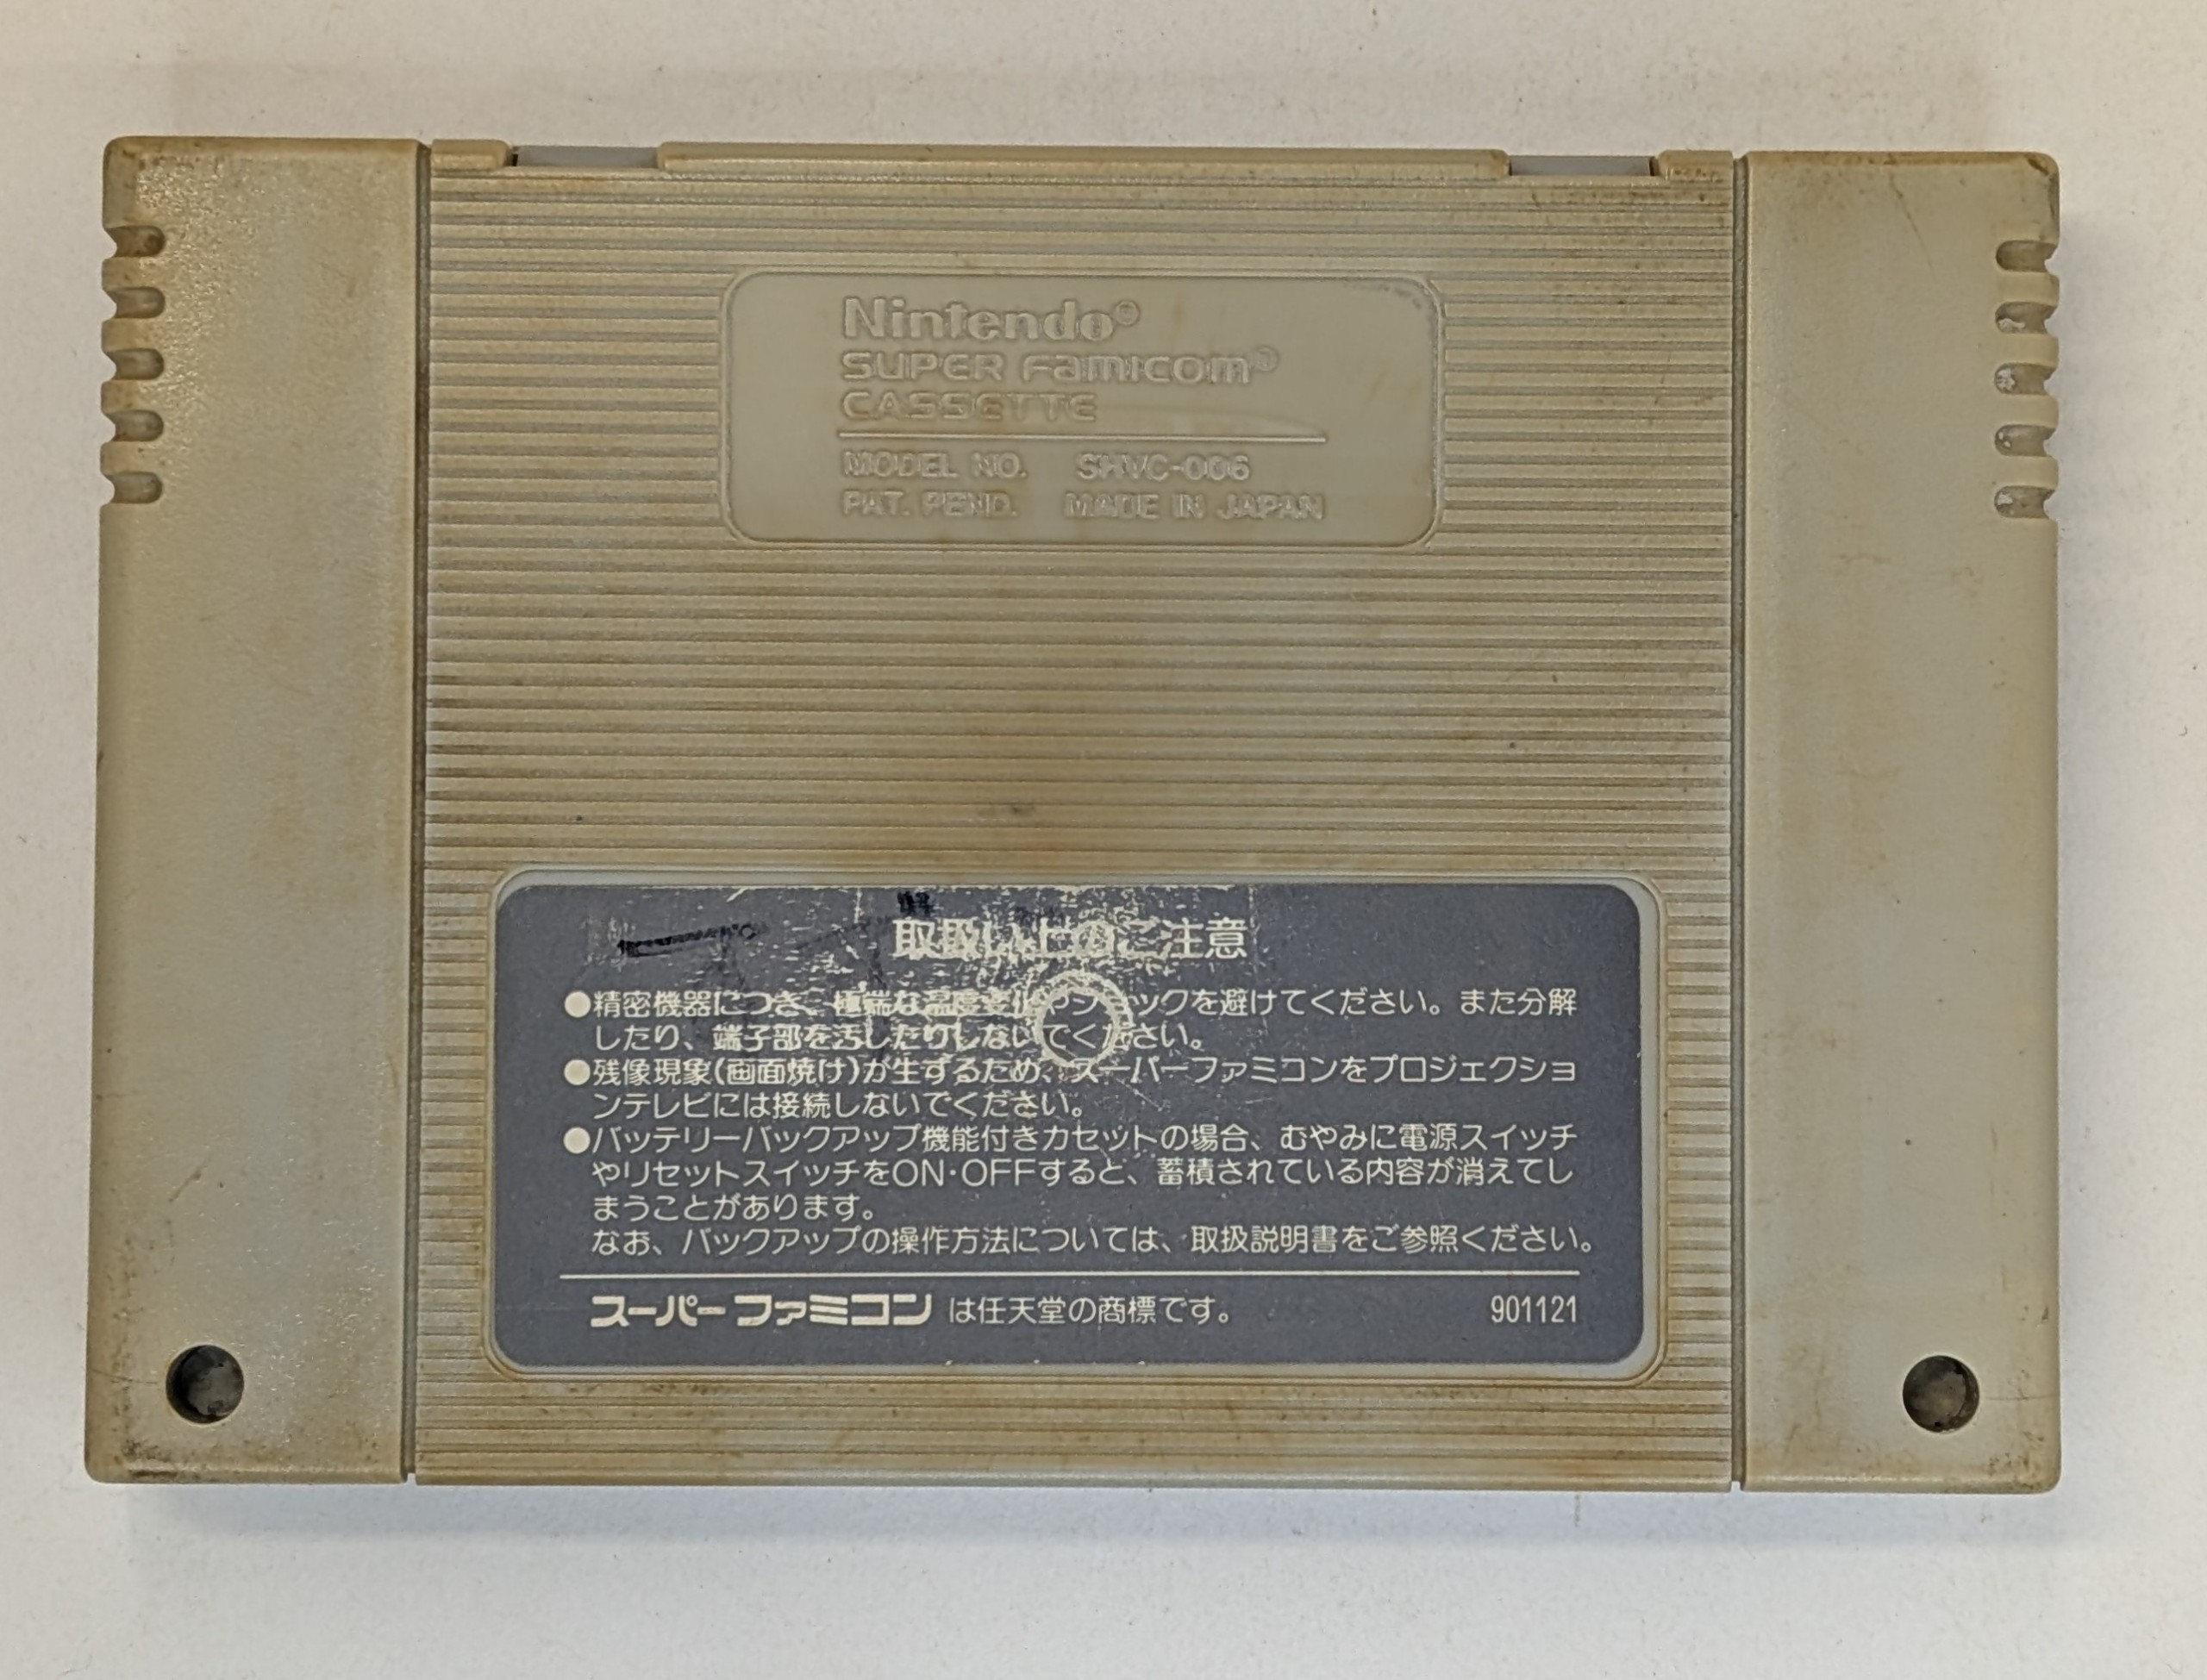 Nintendo®
SUPER Famicom®
CASSETTE
MODEL NO. SHVC-006
PAT. PEND. MADE IN JAPAN
取扱い上のご注意
●精密機器につき、極端な温度変化やショックを避けてください。また分解
したり、端子部を汚したりしないでください。
●残像現象(画面焼け)が生ずるため、スーパーファミコンをプロジェクショ
ンテレビには接続しないでください。
●バッテリーバックアップ機能付きカセットの場合、むやみに電源スイッチ
やリセットスイッチをON·OFFすると、蓄積されている内容が消えてし
まうことがあります。
なお、バックアップの操作方法については、取扱説明書をご参照ください。
スーパーファミコン は任天堂の商標です。 901121